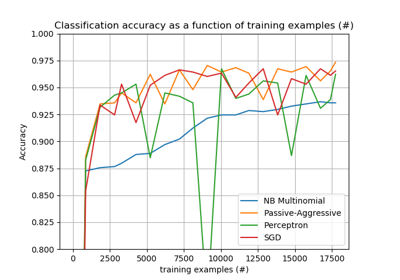 Classification accuracy as a function of training examples (#)
1.000
0.975
0.950
0.925
0.900
0.875
0.850
0.825
0.800
Accuracy
NB Multinomial
Passive-Aggressive
Perceptron
SGD
0 2500 5000 7500 10000 12500 15000 17500
training examples (#)